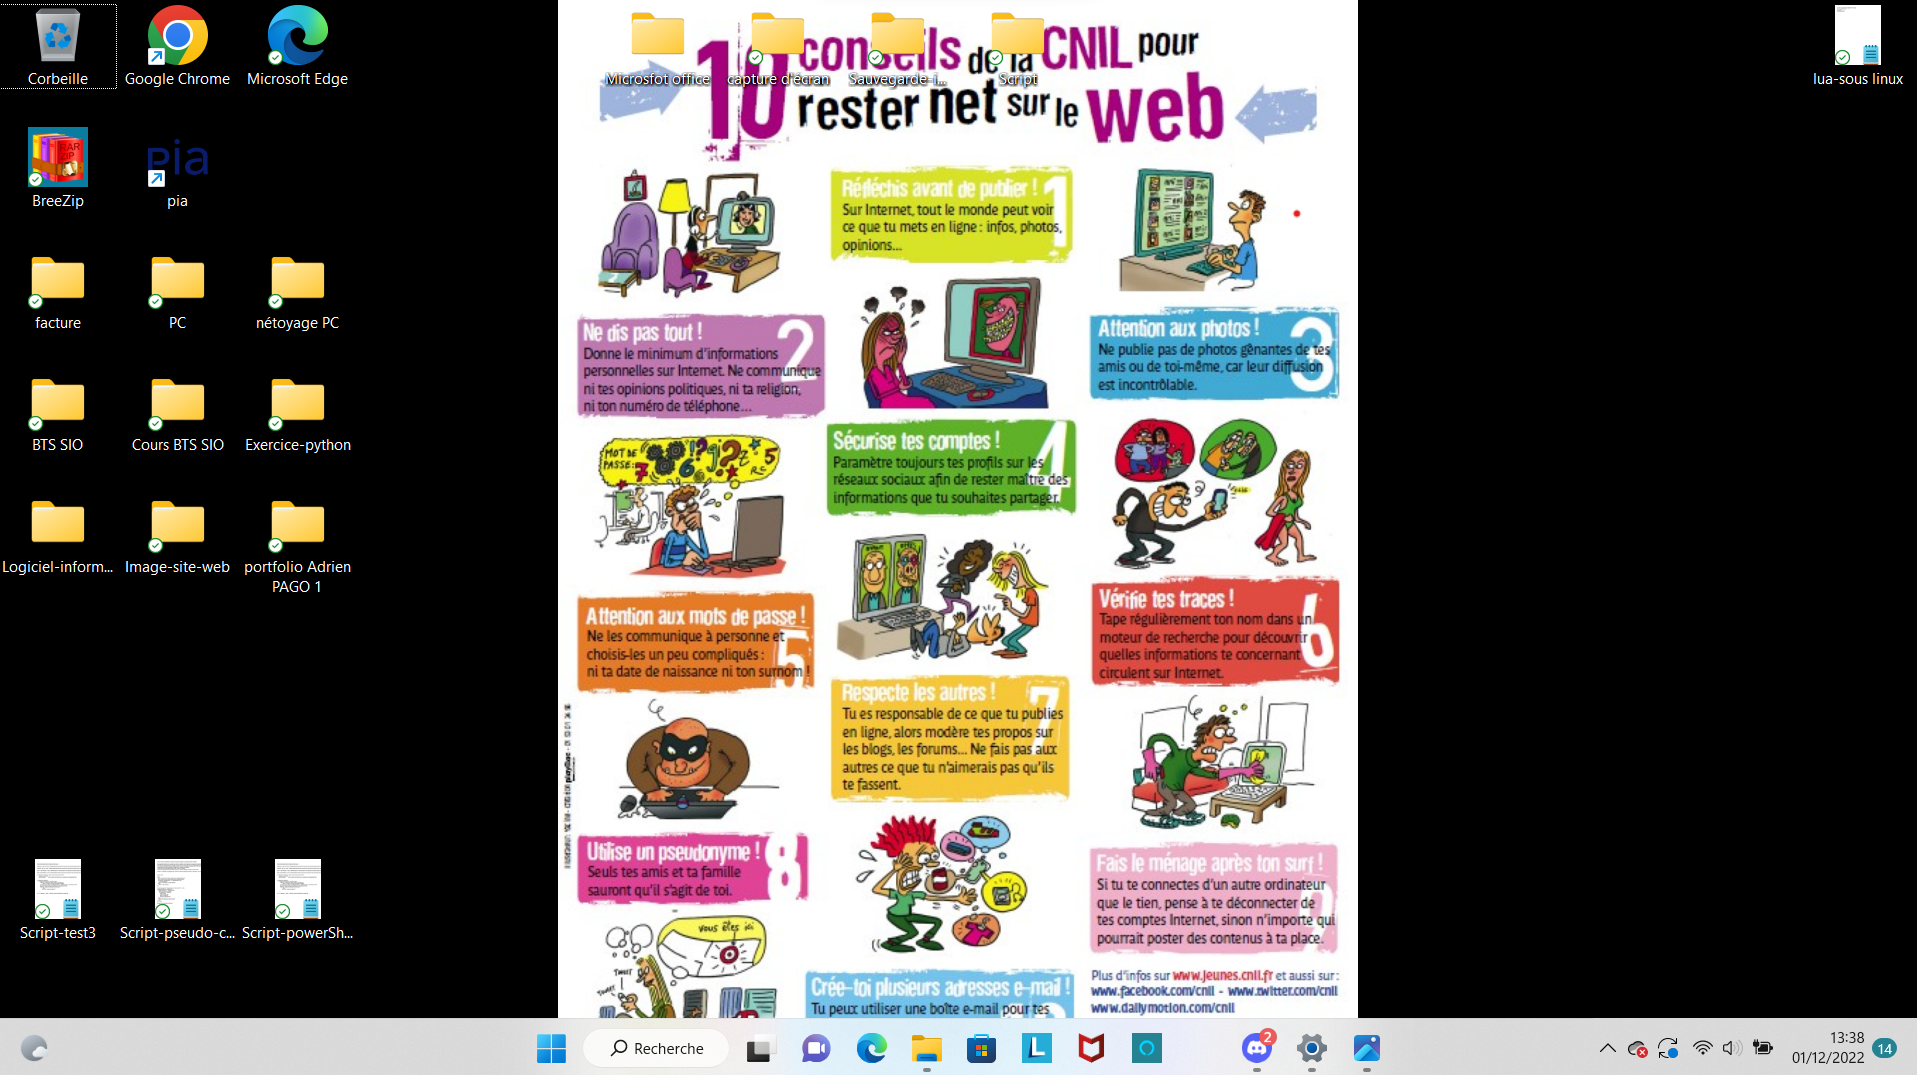 Corbeille
Google Chrome
Microsoft Edge
BreeZip
pia
pia
facture
PC
nétoyage PC
BTS SIO
Cours BTS SIO
Exercice-python
Logiciel-inform...
Image-site-web
portfolio Adrien
PAGO 1
Script-test3
Script-pseudo-c...
Script-powerSh...
Microsfot office
capture d'écran
Sauvegarde-i...
Script
lua-sous linux
10 conseils de la CNIL pour
rester net sur le web
Réfléchis avant de publier ! 1
Sur Internet, tout le monde peut voir
ce que tu mets en ligne : infos, photos,
opinions...
Ne dis pas tout ! 2
Donne le minimum d'informations
personnelles sur Internet. Ne communique
ni tes opinions politiques, ni ta religion,
ni ton numéro de téléphone...
Attention aux photos ! 3
Ne publie pas de photos gênantes de tes
amis ou de toi-même, car leur diffusion
est incontrôlable.
Sécurise tes comptes ! 4
Paramètre toujours tes profils sur les
réseaux sociaux afin de rester maître des
informations que tu souhaites partager.
MOT DE
PASSE:
Attention aux mots de passe ! 5
Ne les communique à personne et
choisis-les un peu compliqués :
ni ta date de naissance ni ton surnom !
Vérifie tes traces ! 6
Tape régulièrement ton nom dans un
moteur de recherche pour découvrir
quelles informations te concernant
circulent sur Internet.
Respecte les autres ! 7
Tu es responsable de ce que tu publies
en ligne, alors modère tes propos sur
les blogs, les forums... Ne fais pas aux
autres ce que tu n'aimerais pas qu'ils
te fassent.
Utilise un pseudonyme ! 8
Seuls tes amis et ta famille
sauront qu'il s'agit de toi.
Fais le ménage après ton surf ! 9
Si tu te connectes d'un autre ordinateur
que le tien, pense à te déconnecter de
tes comptes Internet, sinon n'importe qui
pourrait poster des contenus à ta place.
vous êtes ici
TWEET
Crée-toi plusieurs adresses e-mail !
Tu peux utiliser une boîte e-mail pour tes
Plus d'infos sur www.jeunes.cnil.fr et aussi sur :
www.facebook.com/cnil - www.twitter.com/cnil
www.dailymotion.com/cnil
Recherche
2
13:38
01/12/2022
14